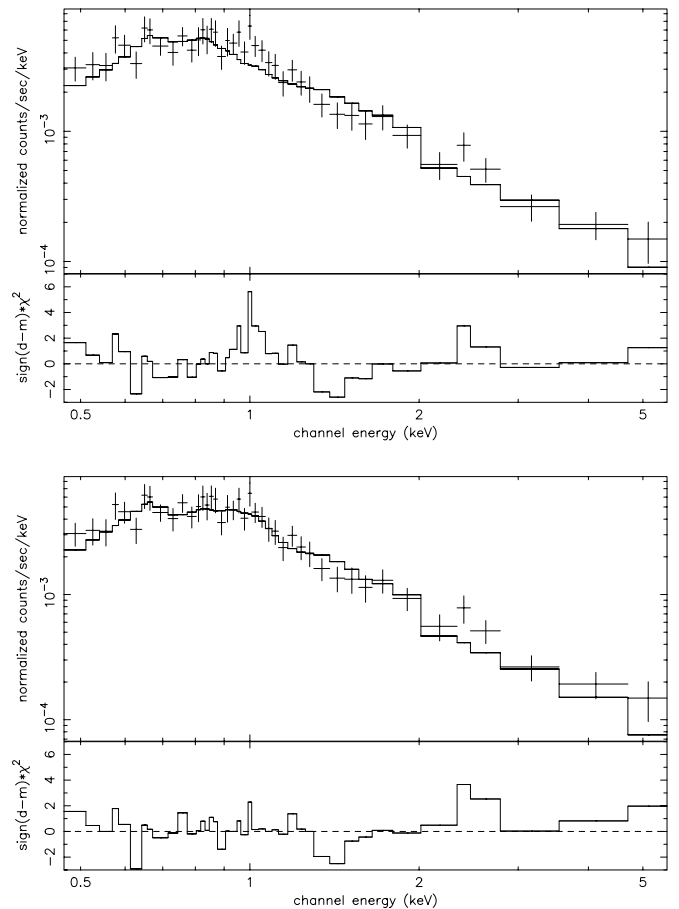 normalized counts/sec/keV
10⁻³
10⁻⁴
sign(d−m)*χ²
6
4
2
0
−2
0.5 1 2 5
channel energy (keV)
normalized counts/sec/keV
10⁻³
10⁻⁴
sign(d−m)*χ²
6
4
2
0
−2
0.5 1 2 5
channel energy (keV)